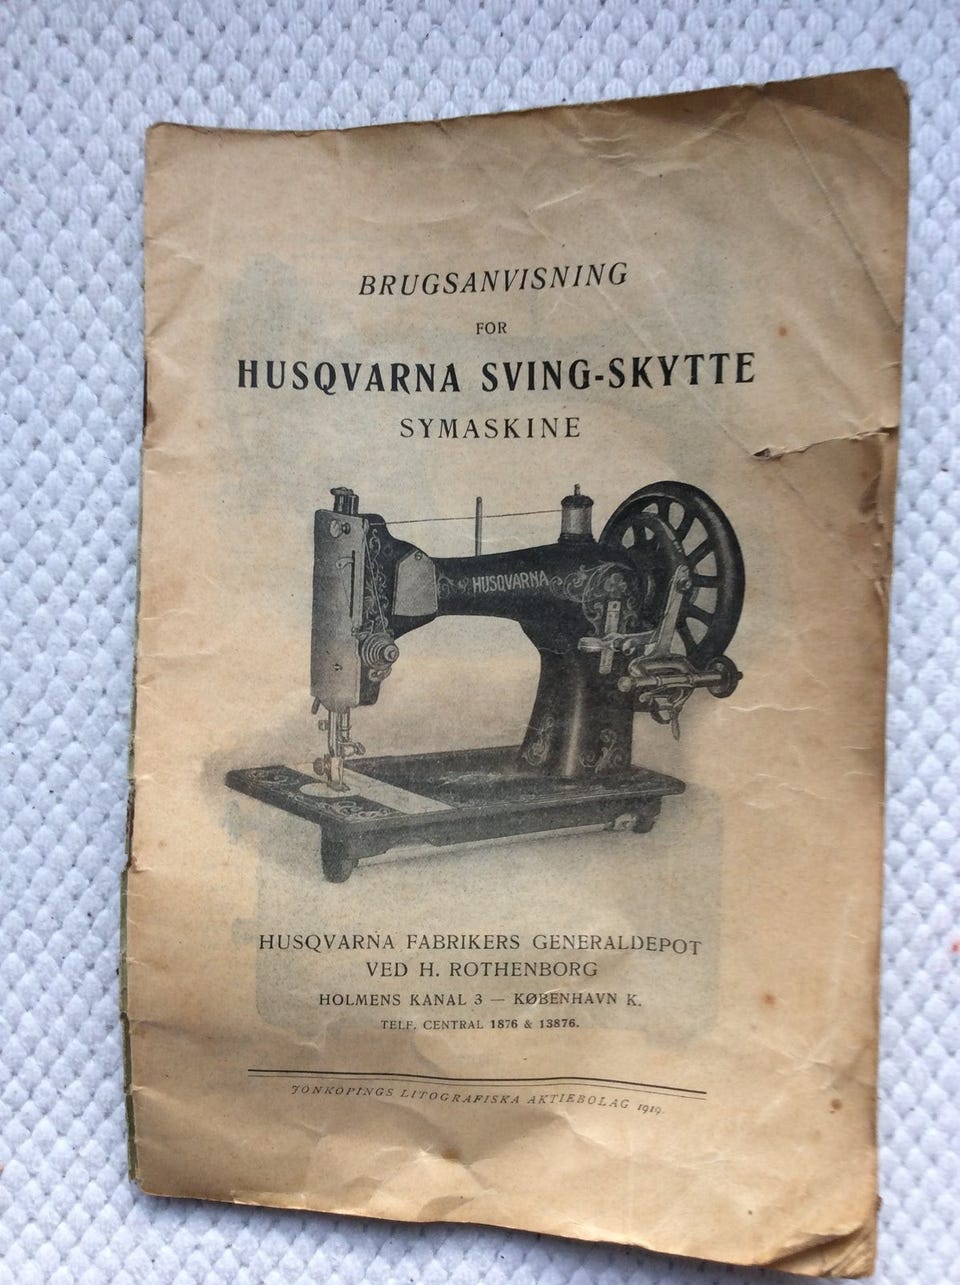 BRUGSANVISNING
FOR
HUSQVARNA SVING-SKYTTE
SYMASKINE
HUSQVARNA
HUSQVARNA FABRIKERS GENERALDEPOT
VED H. ROTHENBORG
HOLMENS KANAL 3 — KØBENHAVN K.
TELF. CENTRAL 1876 & 13876.
JÖNKÖPINGS LITOGRAFISKA AKTIEBOLAG 1919.